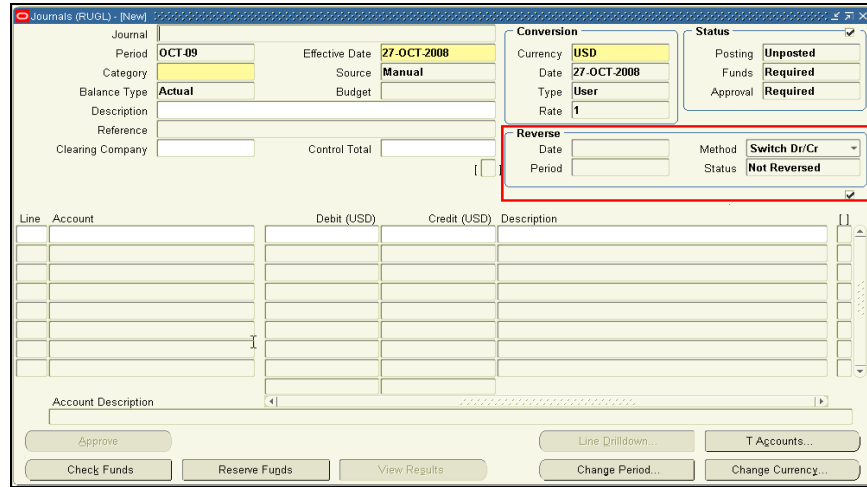 Journals (RUGL) - [New]
Journal
Period OCT-09 Effective Date 27-OCT-2008
Category Source Manual
Balance Type Actual Budget
Description
Reference
Clearing Company Control Total
[ ]
Conversion
Currency USD
Date 27-OCT-2008
Type User
Rate 1
Status
Posting Unposted
Funds Required
Approval Required
Reverse
Date Method Switch Dr/Cr
Period Status Not Reversed
Line Account Debit (USD) Credit (USD) Description [ ]
Account Description
Approve Line Drilldown... T Accounts...
Check Funds Reserve Funds View Results Change Period... Change Currency...